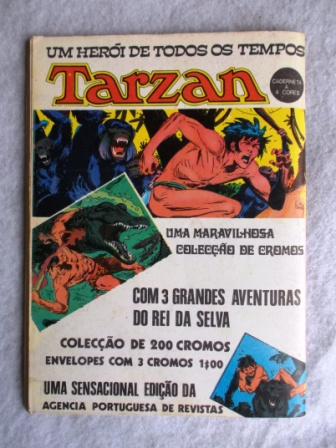 UM HERÓI DE TODOS OS TEMPOS
Tarzan
CADERNETA
A
4 CORES
UMA MARAVILHOSA
COLECÇÃO DE CROMOS
COM 3 GRANDES AVENTURAS
DO REI DA SELVA
COLECÇÃO DE 200 CROMOS
ENVELOPES COM 3 CROMOS 1$00
UMA SENSACIONAL EDIÇÃO DA
AGENCIA PORTUGUESA DE REVISTAS